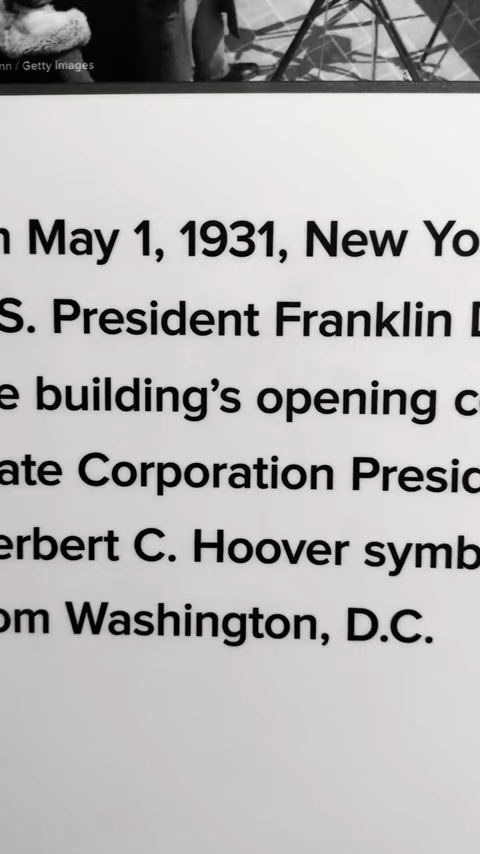 nn / Getty Images
n May 1, 1931, New Yo
S. President Franklin D
e building’s opening c
ate Corporation Presid
erbert C. Hoover symb
om Washington, D.C.